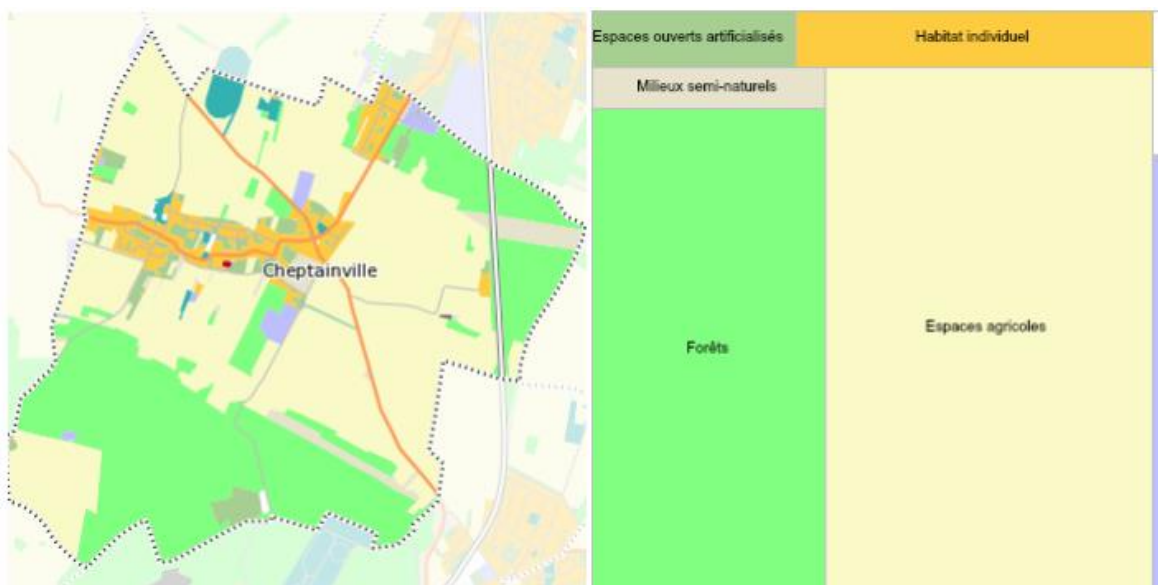 Cheptainville
Espaces ouverts artificialisés
Habitat individuel
Milieux semi-naturels
Forêts
Espaces agricoles